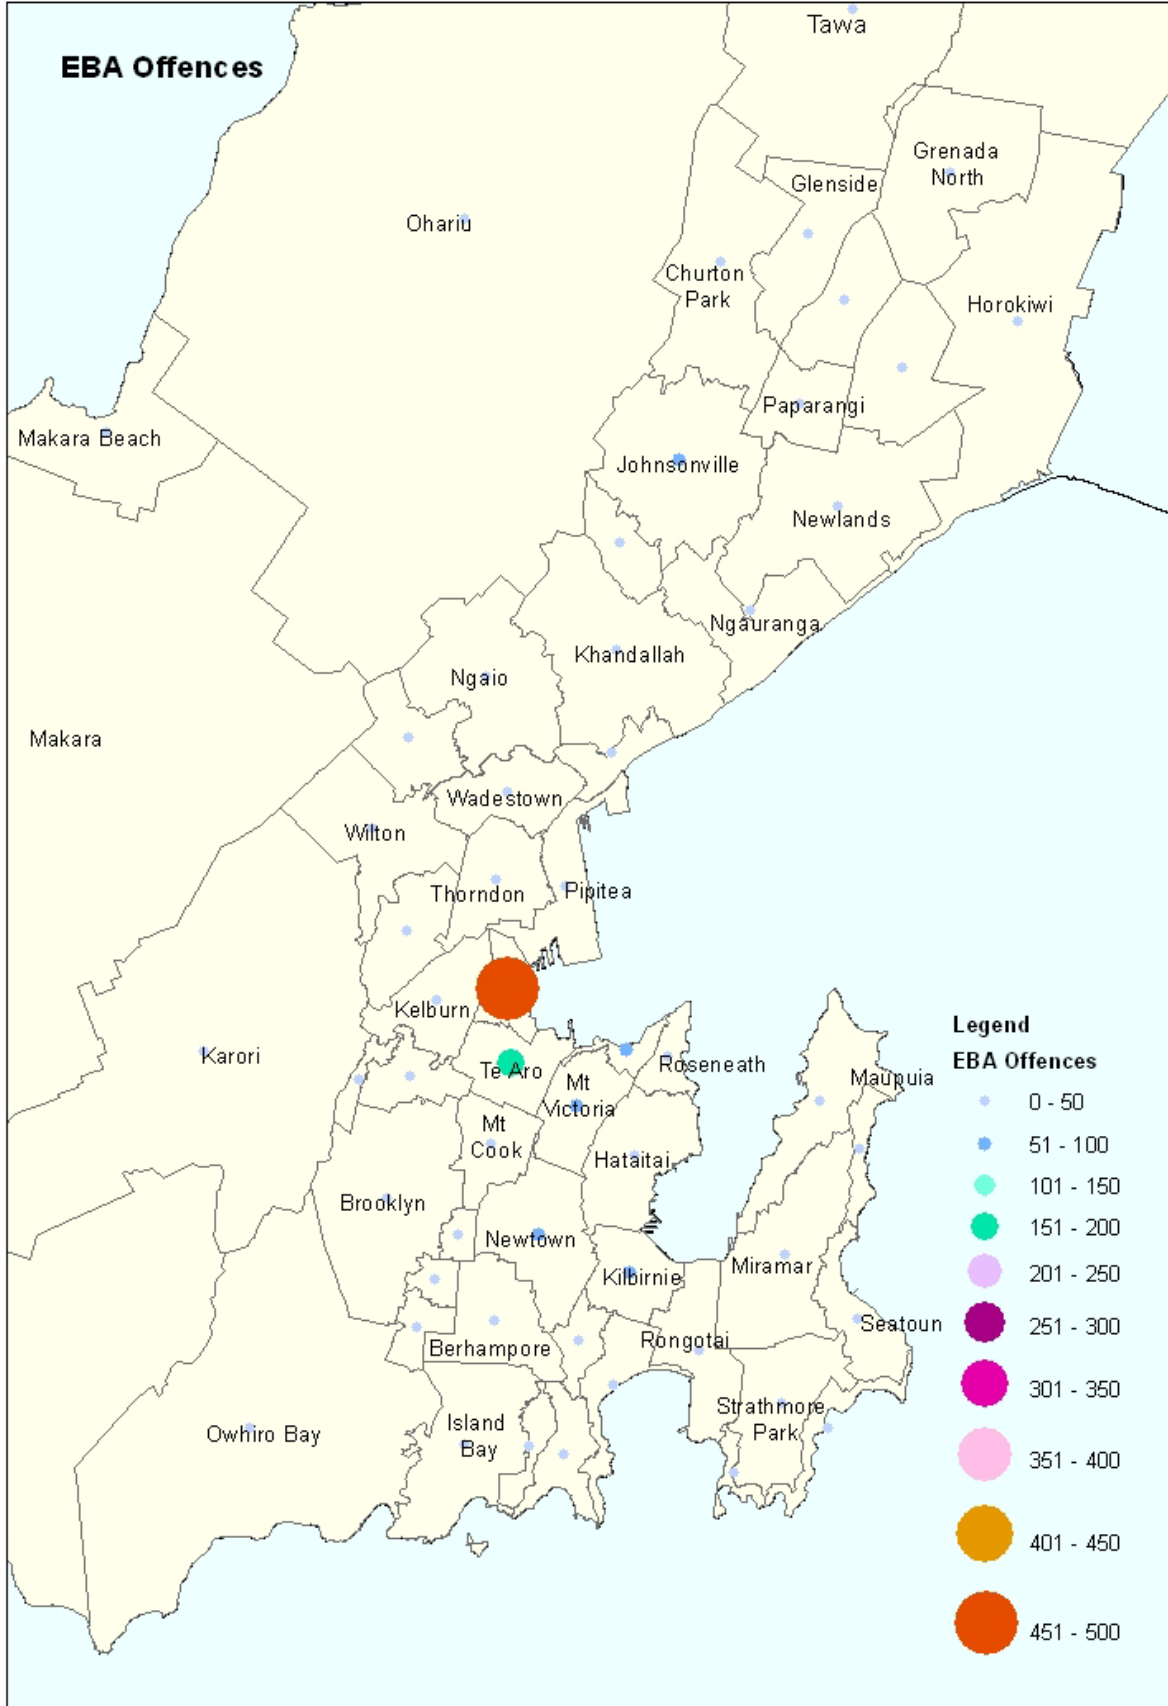 EBA Offences
Tawa
Grenada
North
Glenside
Ohariu
Churton
Park
Horokiwi
Paparangi
Makara Beach
Johnsonville
Newlands
Ngauranga
Khandallah
Ngaio
Makara
Wadestown
Wilton
Thorndon
Pipitea
Kelburn
Karori
Te Aro
Roseneath
Mt
Victoria
Maupuia
Mt
Cook
Hataitai
Brooklyn
Newtown
Kilbirnie
Miramar
Seatoun
Rongotai
Berhampore
Strathmore
Park
Island
Bay
Owhiro Bay
Legend
EBA Offences
0 - 50
51 - 100
101 - 150
151 - 200
201 - 250
251 - 300
301 - 350
351 - 400
401 - 450
451 - 500